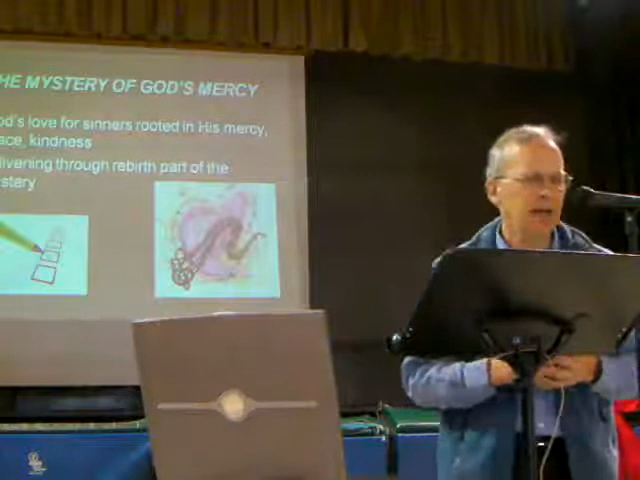 HE MYSTERY OF GOD'S MERCY
od's love for sinners rooted in His mercy,
ace, kindness
ivening through rebirth part of the
stery